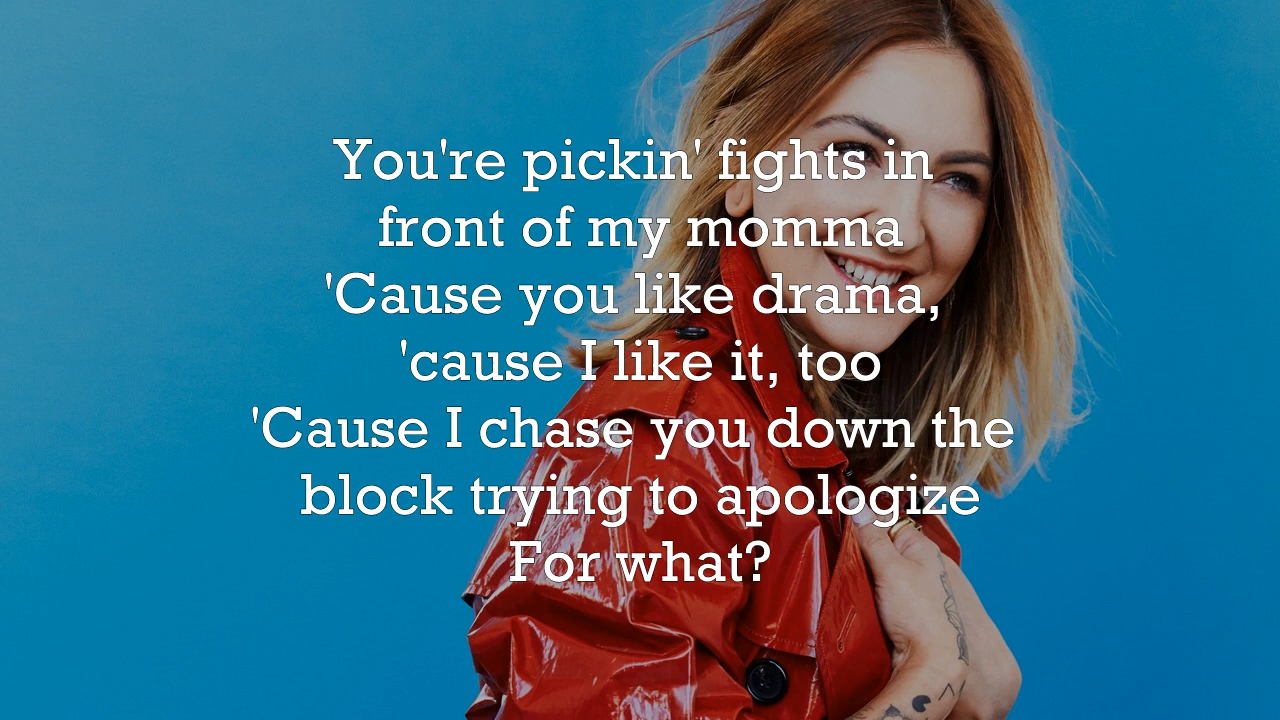 You're pickin' fights in
front of my momma
'Cause you like drama,
'cause I like it, too
'Cause I chase you down the
block trying to apologize
For what?